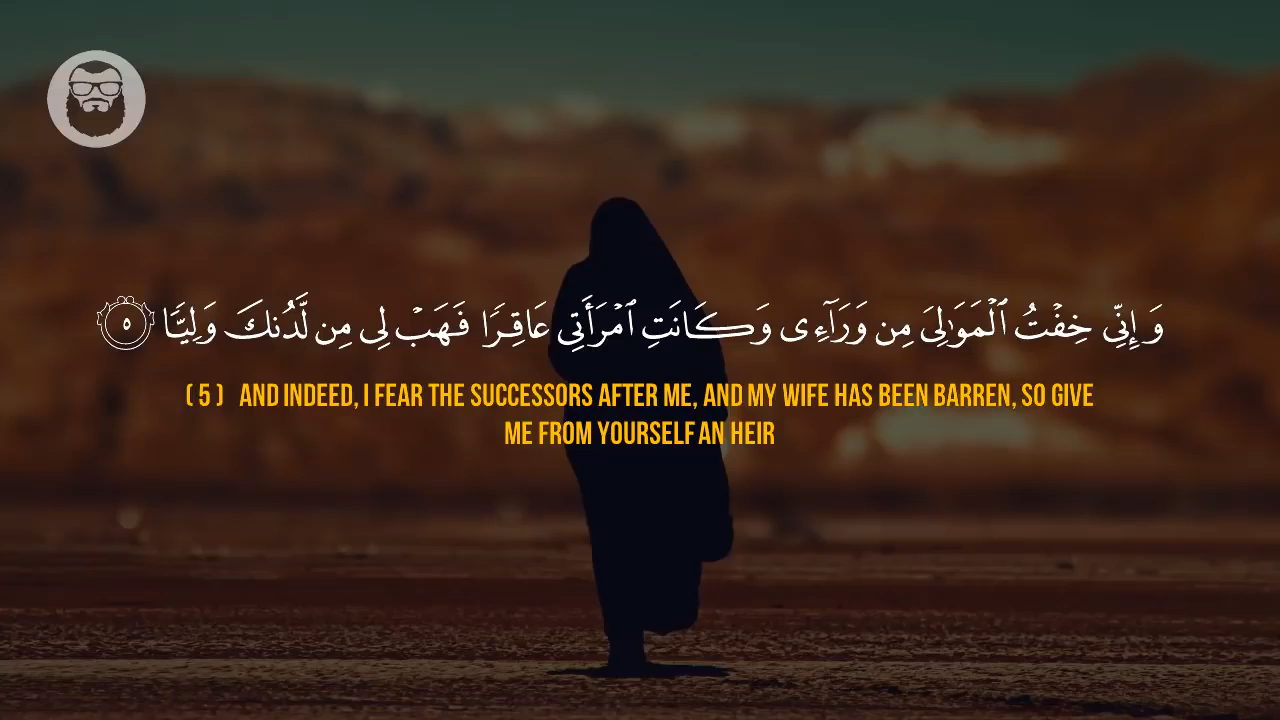 وَإِنِّى خِفْتُ ٱلْمَوَٰلِىَ مِن وَرَآءِى وَكَانَتِ ٱمْرَأَتِى عَاقِرًا فَهَبْ لِى مِن لَّدُنكَ وَلِيًّا ٥
( 5 ) AND INDEED, I FEAR THE SUCCESSORS AFTER ME, AND MY WIFE HAS BEEN BARREN, SO GIVE
ME FROM YOURSELF AN HEIR